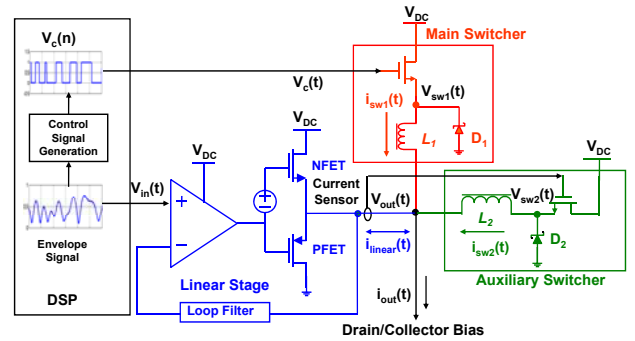 V_c(n)
Control
Signal
Generation
Envelope
Signal
DSP
V_in(t)
V_c(t)
V_DC
+
−
V_DC
NFET
PFET
Current
Sensor
Linear Stage
Loop Filter
V_DC
Main Switcher
V_sw1(t)
i_sw1(t)
L_1
D_1
V_out(t)
i_linear(t)
i_out(t)
Drain/Collector Bias
V_DC
V_sw2(t)
L_2
D_2
i_sw2(t)
Auxiliary Switcher